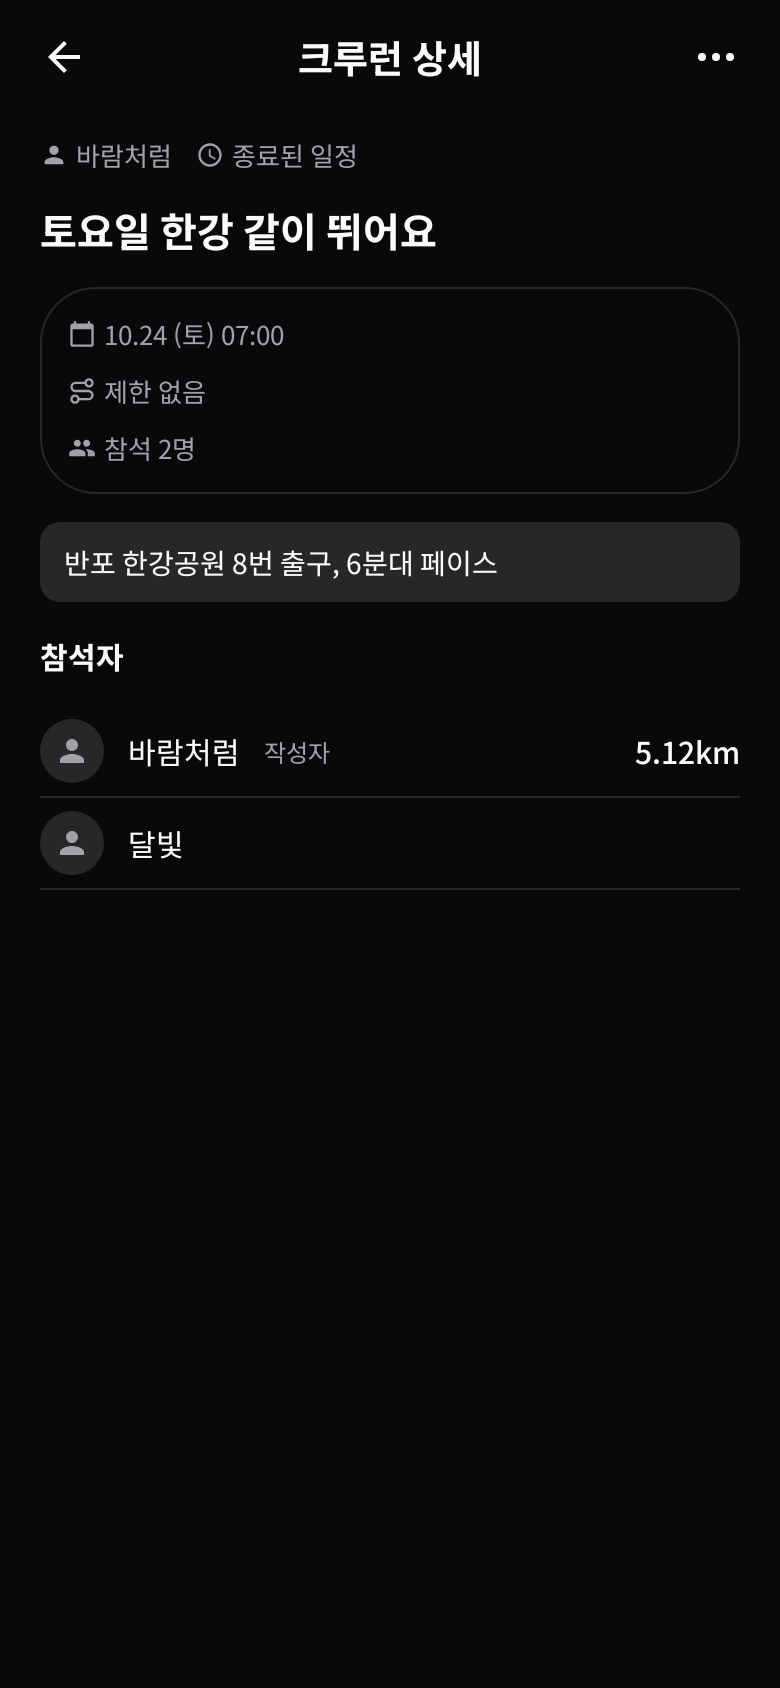 크루런 상세
바람처럼 종료된 일정
토요일 한강 같이 뛰어요
10.24 (토) 07:00
제한 없음
참석 2명
반포 한강공원 8번 출구, 6분대 페이스
참석자
바람처럼 작성자 5.12km
달빛